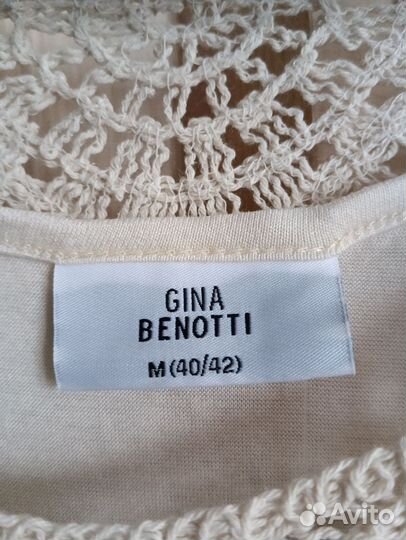 GINA
BENOTTI
M (40/42)
Avito